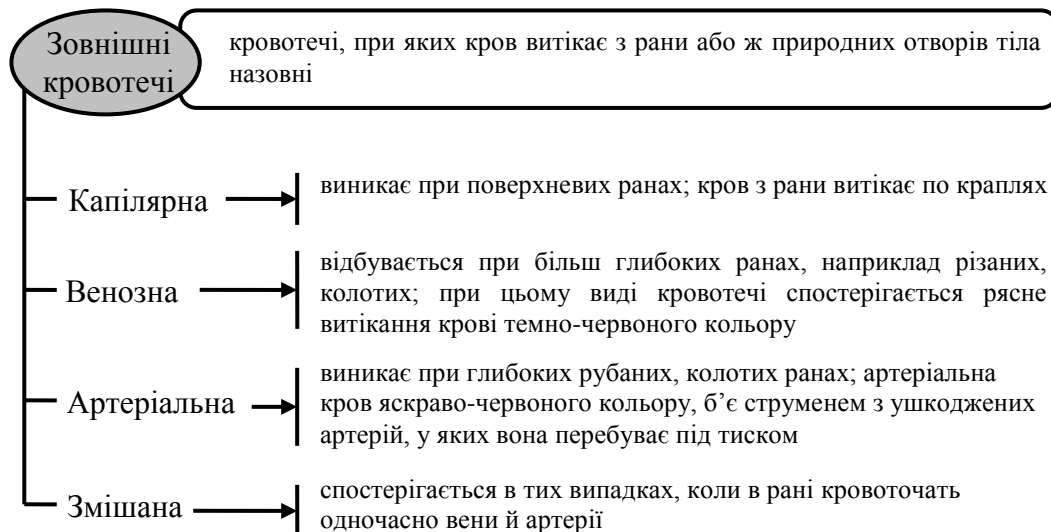 Зовнішні
кровотечі
кровотечі, при яких кров витікає з рани або ж природних отворів тіла
назовні
Капілярна
виникає при поверхневих ранах; кров з рани витікає по краплях
Венозна
відбувається при більш глибоких ранах, наприклад різаних,
колотих; при цьому виді кровотечі спостерігається рясне
витікання крові темно-червоного кольору
Артеріальна
виникає при глибоких рубаних, колотих ранах; артеріальна
кров яскраво-червоного кольору, б’є струменем з ушкоджених
артерій, у яких вона перебуває під тиском
Змішана
спостерігається в тих випадках, коли в рані кровоточать
одночасно вени й артерії